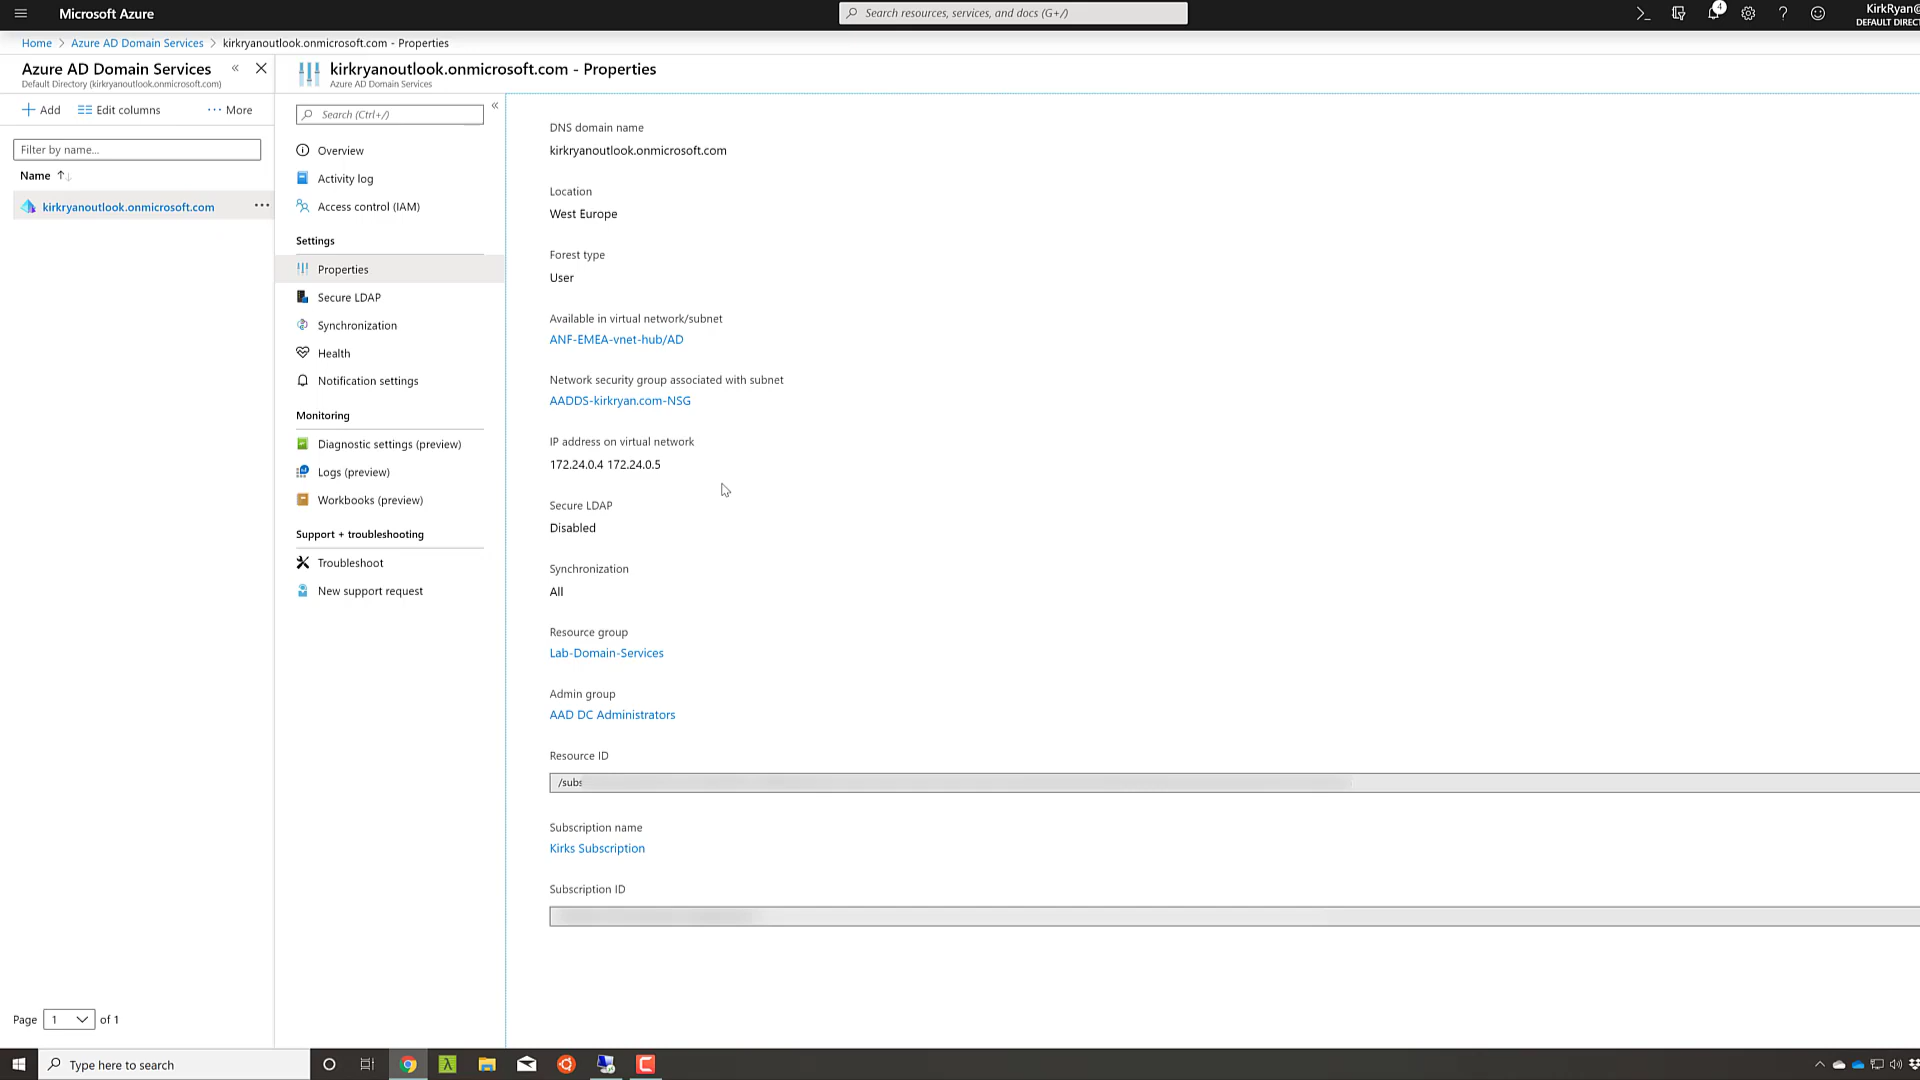 Microsoft Azure
Search resources, services, and docs (G+/)
4
KirkRyan@
DEFAULT DIRECT
Home > Azure AD Domain Services > kirkryanoutlook.onmicrosoft.com - Properties
Azure AD Domain Services
Default Directory (kirkryanoutlook.onmicrosoft.com)
Add
Edit columns
More
Filter by name...
Name
kirkryanoutlook.onmicrosoft.com
Page 1 of 1
kirkryanoutlook.onmicrosoft.com - Properties
Azure AD Domain Services
Search (Ctrl+/)
Overview
Activity log
Access control (IAM)
Settings
Properties
Secure LDAP
Synchronization
Health
Notification settings
Monitoring
Diagnostic settings (preview)
Logs (preview)
Workbooks (preview)
Support + troubleshooting
Troubleshoot
New support request
DNS domain name
kirkryanoutlook.onmicrosoft.com
Location
West Europe
Forest type
User
Available in virtual network/subnet
ANF-EMEA-vnet-hub/AD
Network security group associated with subnet
AADDS-kirkryan.com-NSG
IP address on virtual network
172.24.0.4 172.24.0.5
Secure LDAP
Disabled
Synchronization
All
Resource group
Lab-Domain-Services
Admin group
AAD DC Administrators
Resource ID
/subs
Subscription name
Kirks Subscription
Subscription ID
Type here to search